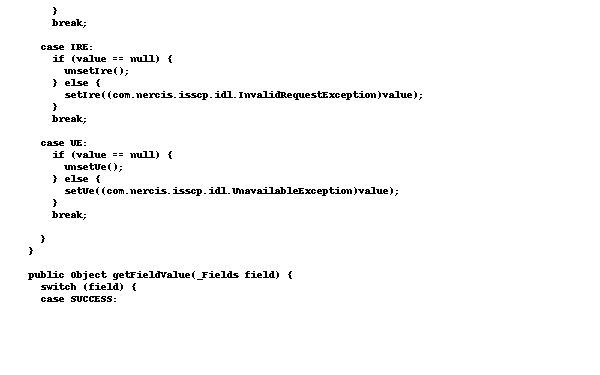 }
break;
case IRE:
if (value == null) {
unsetIre();
} else {
setIre((com.nercis.isscp.idl.InvalidRequestException)value);
}
break;
case UE:
if (value == null) {
unsetUe();
} else {
setUe((com.nercis.isscp.idl.UnavailableException)value);
}
break;
}
}
public Object getFieldValue(_Fields field) {
switch (field) {
case SUCCESS: